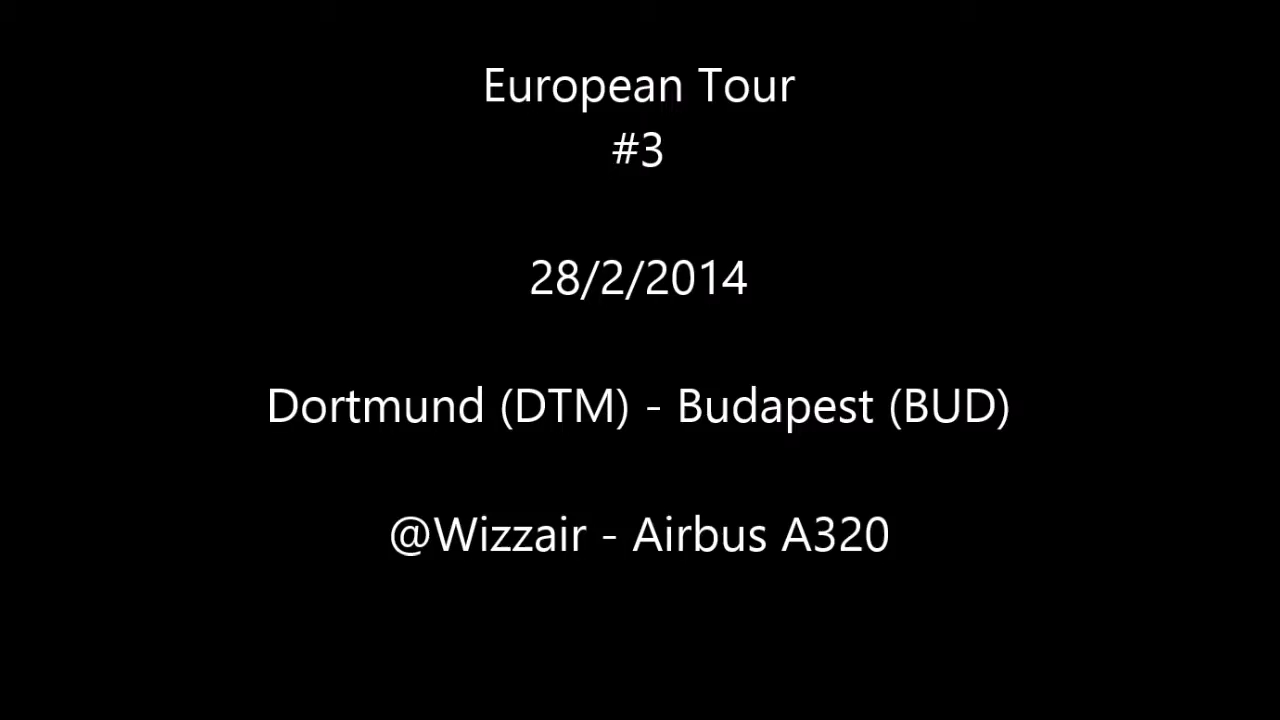 European Tour
#3
28/2/2014
Dortmund (DTM) - Budapest (BUD)
@Wizzair - Airbus A320